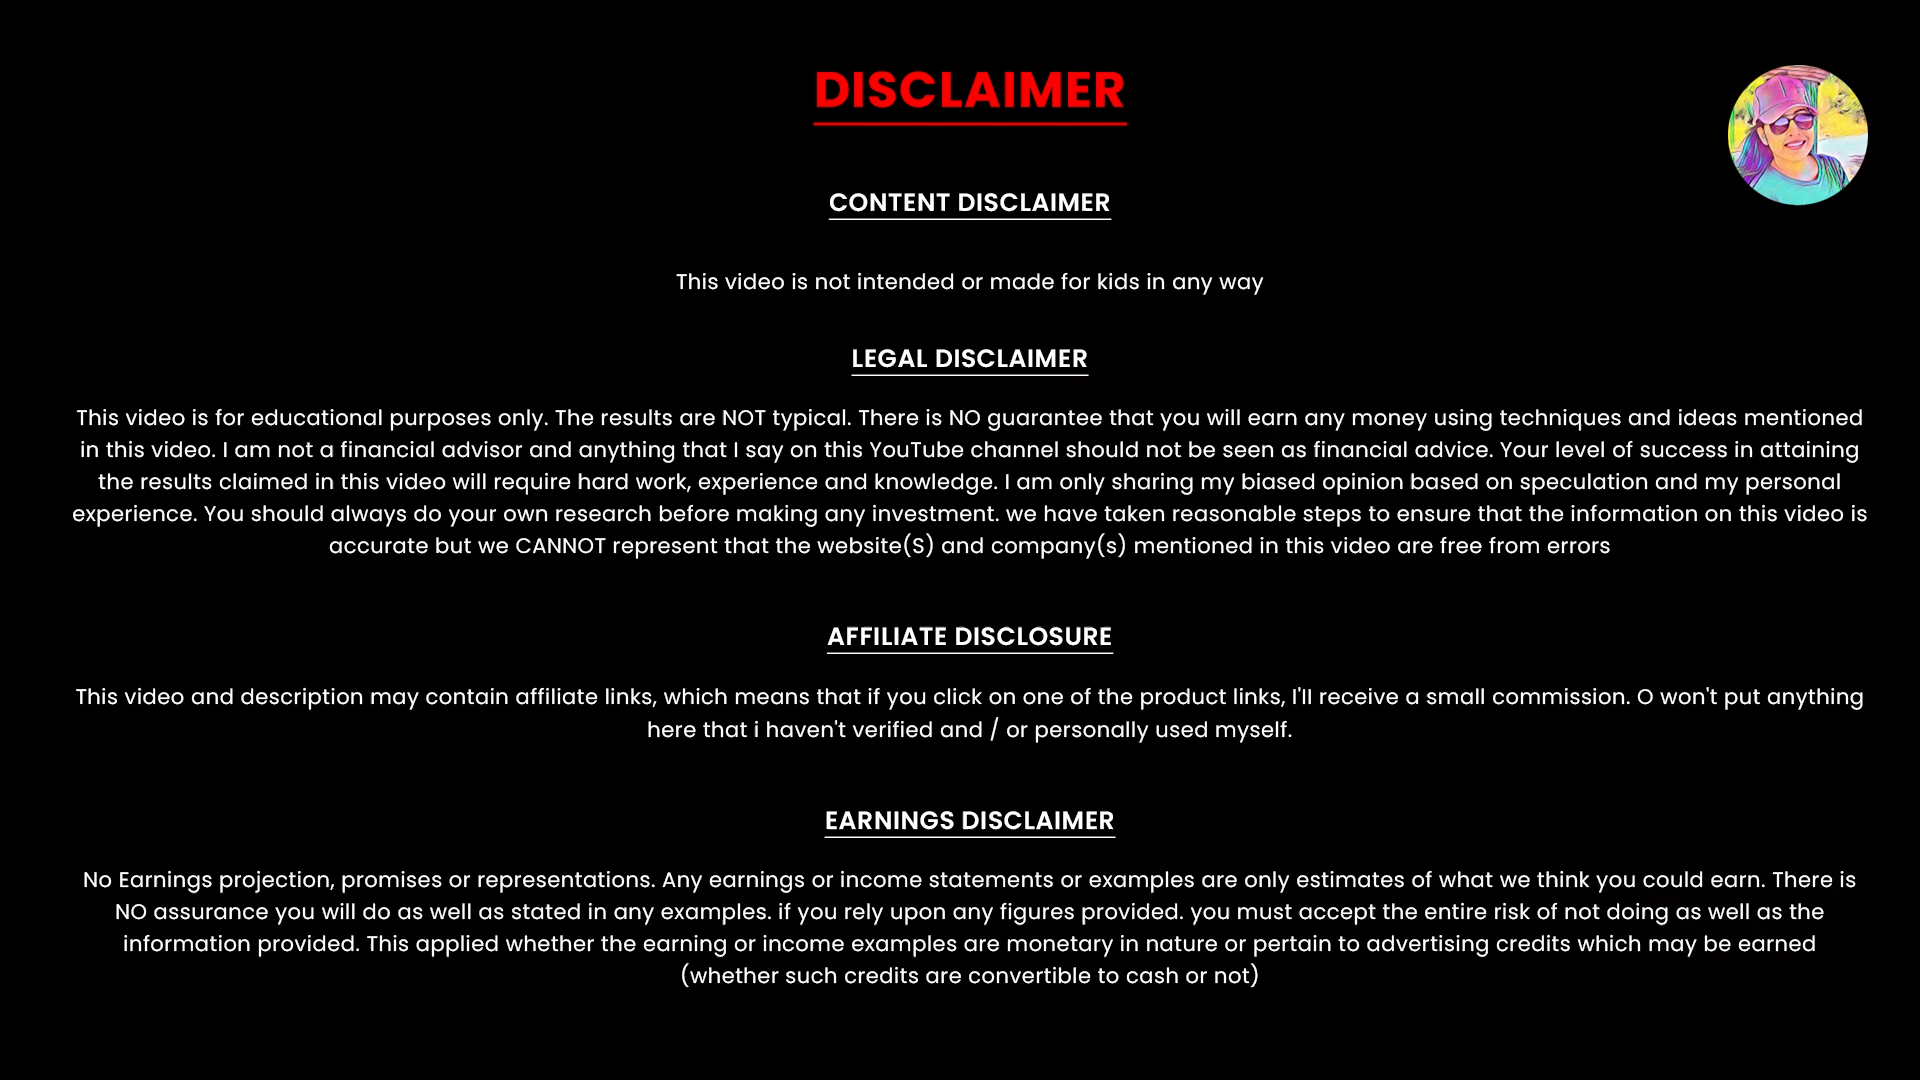 DISCLAIMER
CONTENT DISCLAIMER
This video is not intended or made for kids in any way
LEGAL DISCLAIMER
This video is for educational purposes only. The results are NOT typical. There is NO guarantee that you will earn any money using techniques and ideas mentioned
in this video. I am not a financial advisor and anything that I say on this YouTube channel should not be seen as financial advice. Your level of success in attaining
the results claimed in this video will require hard work, experience and knowledge. I am only sharing my biased opinion based on speculation and my personal
experience. You should always do your own research before making any investment. we have taken reasonable steps to ensure that the information on this video is
accurate but we CANNOT represent that the website(S) and company(s) mentioned in this video are free from errors
AFFILIATE DISCLOSURE
This video and description may contain affiliate links, which means that if you click on one of the product links, I'II receive a small commission. O won't put anything
here that i haven't verified and / or personally used myself.
EARNINGS DISCLAIMER
No Earnings projection, promises or representations. Any earnings or income statements or examples are only estimates of what we think you could earn. There is
NO assurance you will do as well as stated in any examples. if you rely upon any figures provided. you must accept the entire risk of not doing as well as the
information provided. This applied whether the earning or income examples are monetary in nature or pertain to advertising credits which may be earned
(whether such credits are convertible to cash or not)